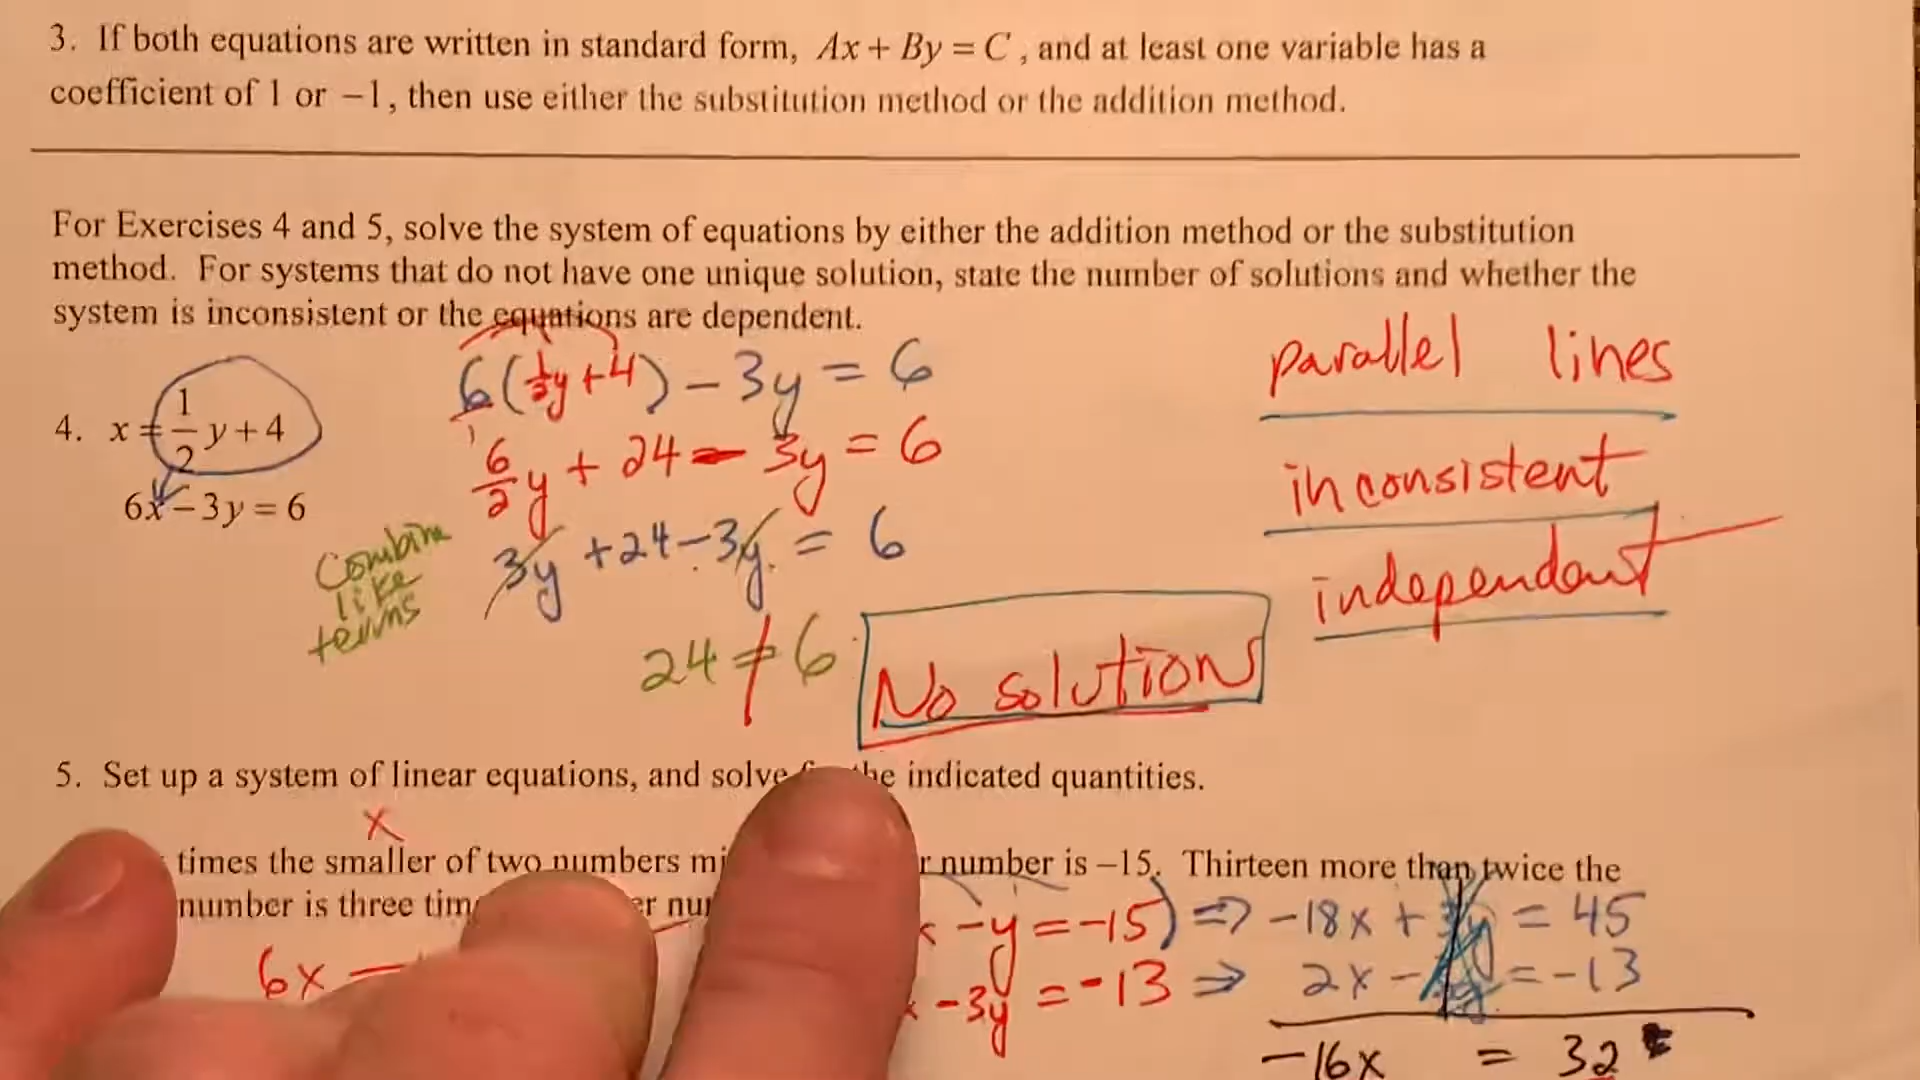 3. If both equations are written in standard form, Ax + By = C, and at least one variable has a
coefficient of 1 or −1, then use either the substitution method or the addition method.
For Exercises 4 and 5, solve the system of equations by either the addition method or the substitution
method. For systems that do not have one unique solution, state the number of solutions and whether the
system is inconsistent or the equations are dependent.
4. x = 1/2 y + 4
6x − 3y = 6
6(1/2y + 4) − 3y = 6
6/2 y + 24 − 3y = 6
3y + 24 − 3y = 6
Combine
like
terms
24 ≠ 6
No solution
parallel lines
inconsistent
independent
5. Set up a system of linear equations, and solve the indicated quantities.
x
times the smaller of two numbers number is −15. Thirteen more than twice the
number is three
6x −
− y = −15) ⇒ −18x + 3y = 45
− 3y = −13 ⇒ 2x − 3y = −13
−16x = 32